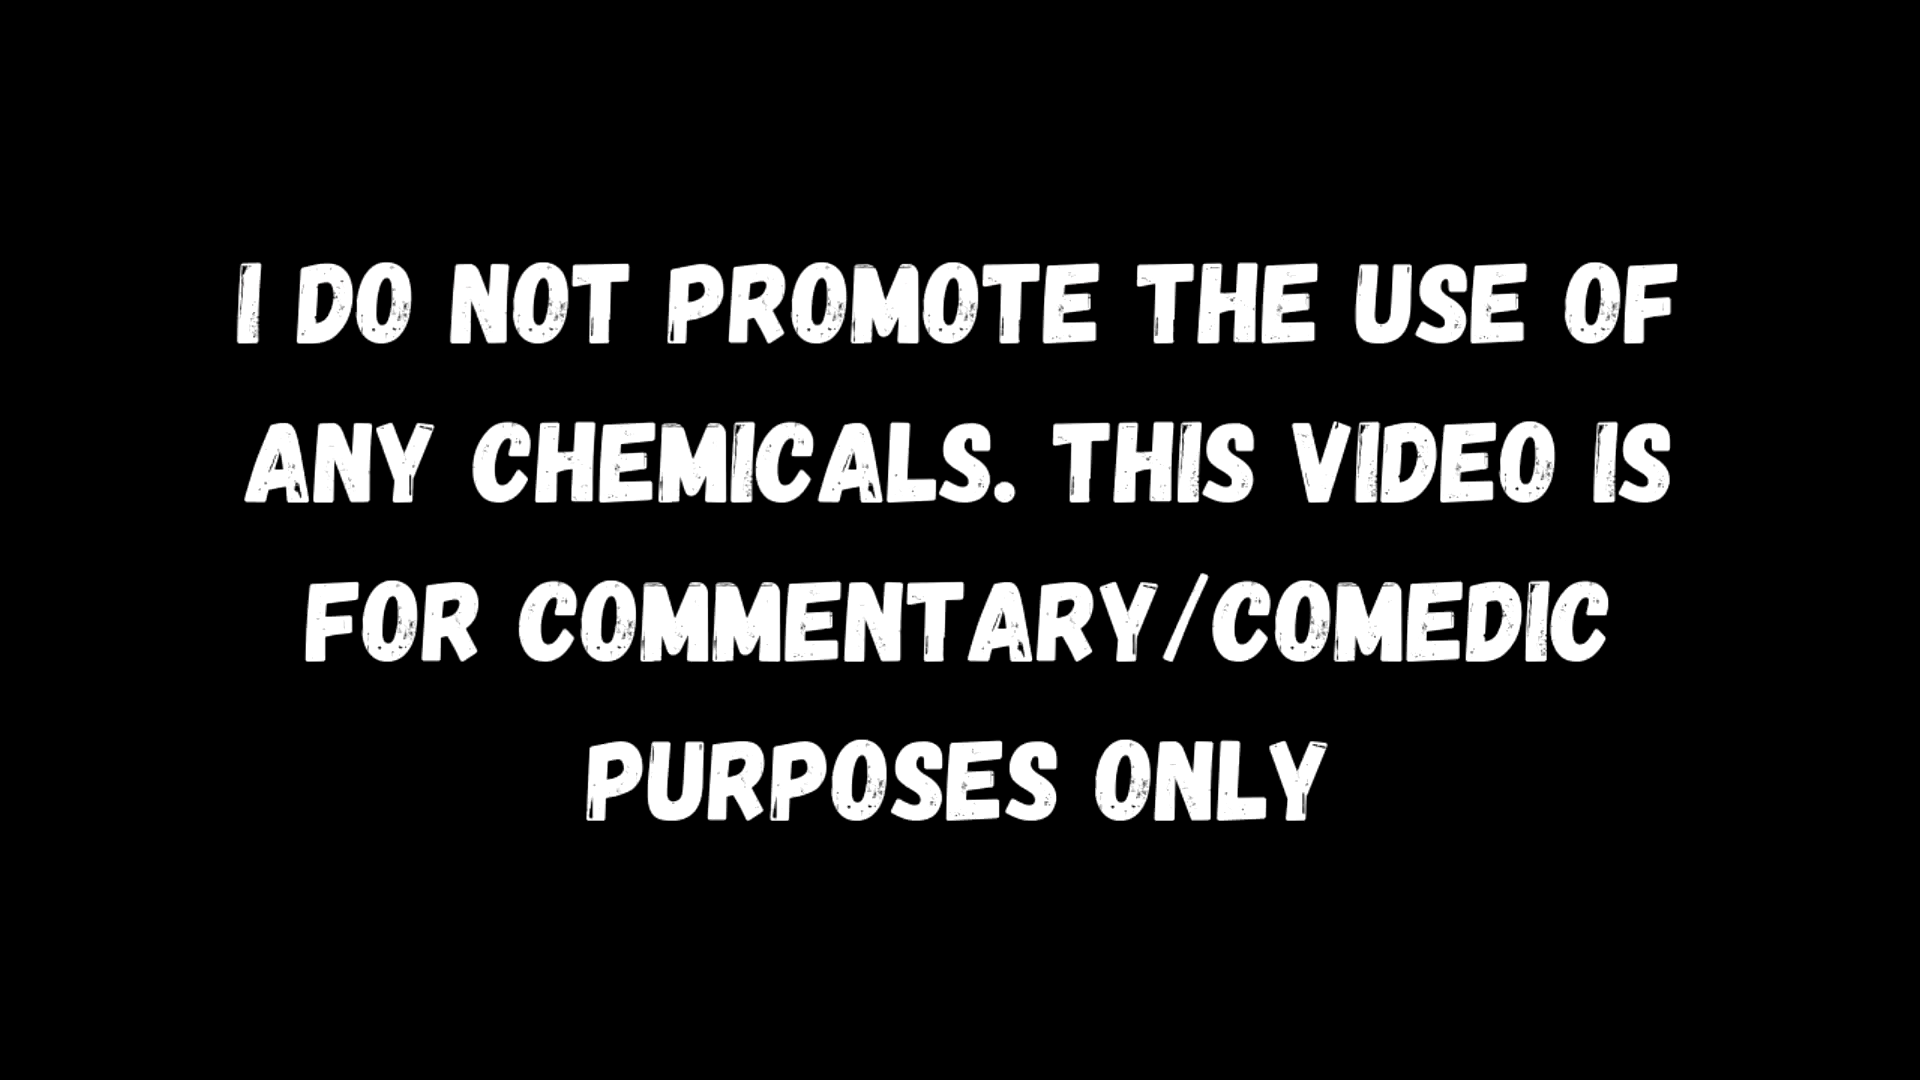 I DO NOT PROMOTE THE USE OF
ANY CHEMICALS. THIS VIDEO IS
FOR COMMENTARY/COMEDIC
PURPOSES ONLY